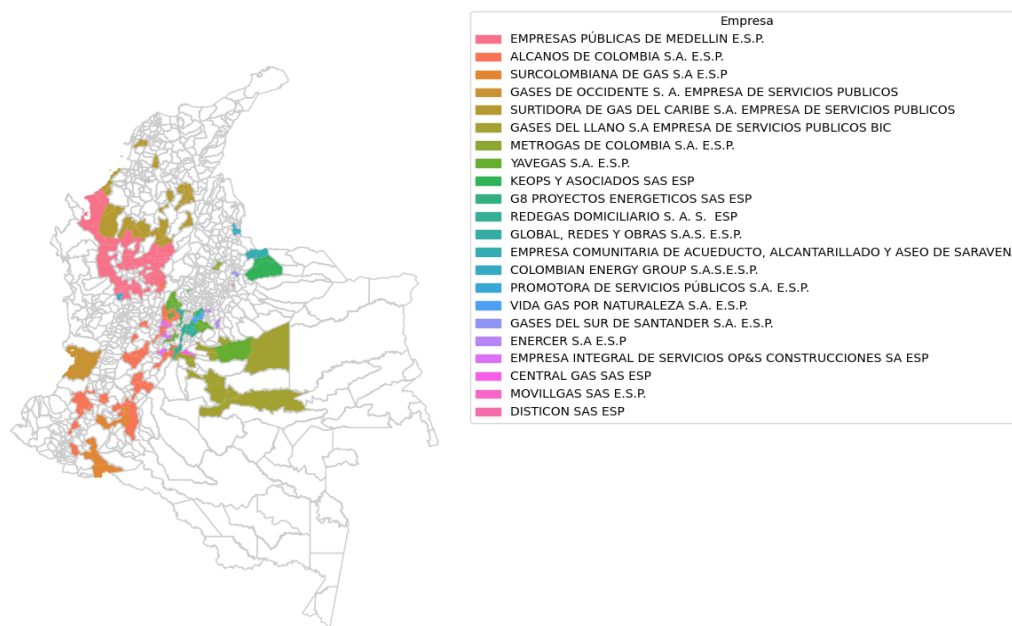 Empresa
EMPRESAS PÚBLICAS DE MEDELLIN E.S.P.
ALCANOS DE COLOMBIA S.A. E.S.P.
SURCOLOMBIANA DE GAS S.A E.S.P
GASES DE OCCIDENTE S. A. EMPRESA DE SERVICIOS PUBLICOS
SURTIDORA DE GAS DEL CARIBE S.A. EMPRESA DE SERVICIOS PUBLICOS
GASES DEL LLANO S.A EMPRESA DE SERVICIOS PUBLICOS BIC
METROGAS DE COLOMBIA S.A. E.S.P.
YAVEGAS S.A. E.S.P.
KEOPS Y ASOCIADOS SAS ESP
G8 PROYECTOS ENERGETICOS SAS ESP
REDEGAS DOMICILIARIO S. A. S.  ESP
GLOBAL, REDES Y OBRAS S.A.S. E.S.P.
EMPRESA COMUNITARIA DE ACUEDUCTO, ALCANTARILLADO Y ASEO DE SARAVEN
COLOMBIAN ENERGY GROUP S.A.S.E.S.P.
PROMOTORA DE SERVICIOS PÚBLICOS S.A. E.S.P.
VIDA GAS POR NATURALEZA S.A. E.S.P.
GASES DEL SUR DE SANTANDER S.A. E.S.P.
ENERCER S.A E.S.P
EMPRESA INTEGRAL DE SERVICIOS OP&S CONSTRUCCIONES SA ESP
CENTRAL GAS SAS ESP
MOVILLGAS SAS E.S.P.
DISTICON SAS ESP